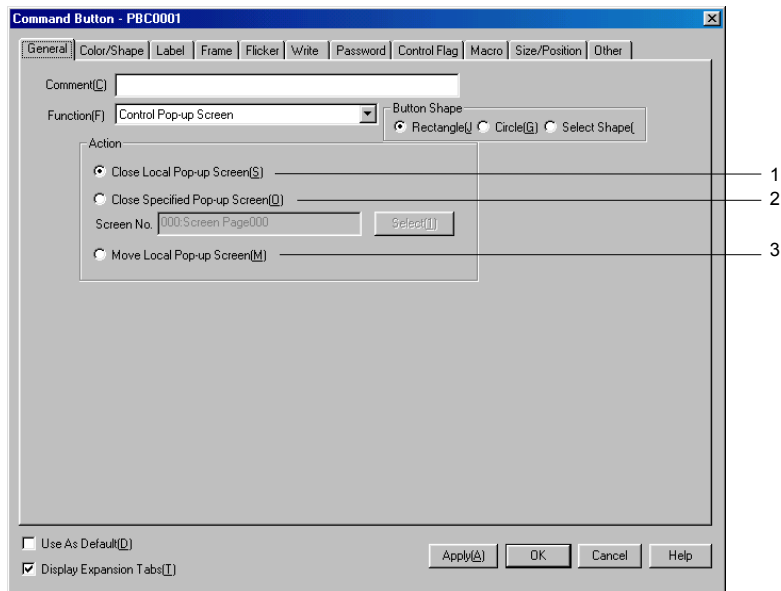 Command Button - PBC0001
General Color/Shape Label Frame Flicker Write Password Control Flag Macro Size/Position Other
Comment(C)
Function(F) Control Pop-up Screen
Button Shape
Rectangle(J Circle(G) Select Shape(
Action
Close Local Pop-up Screen(S) 1
Close Specified Pop-up Screen(O) 2
Screen No. 000:Screen Page000 Select(1)
Move Local Pop-up Screen(M) 3
Use As Default(D)
Display Expansion Tabs(T)
Apply(A) OK Cancel Help